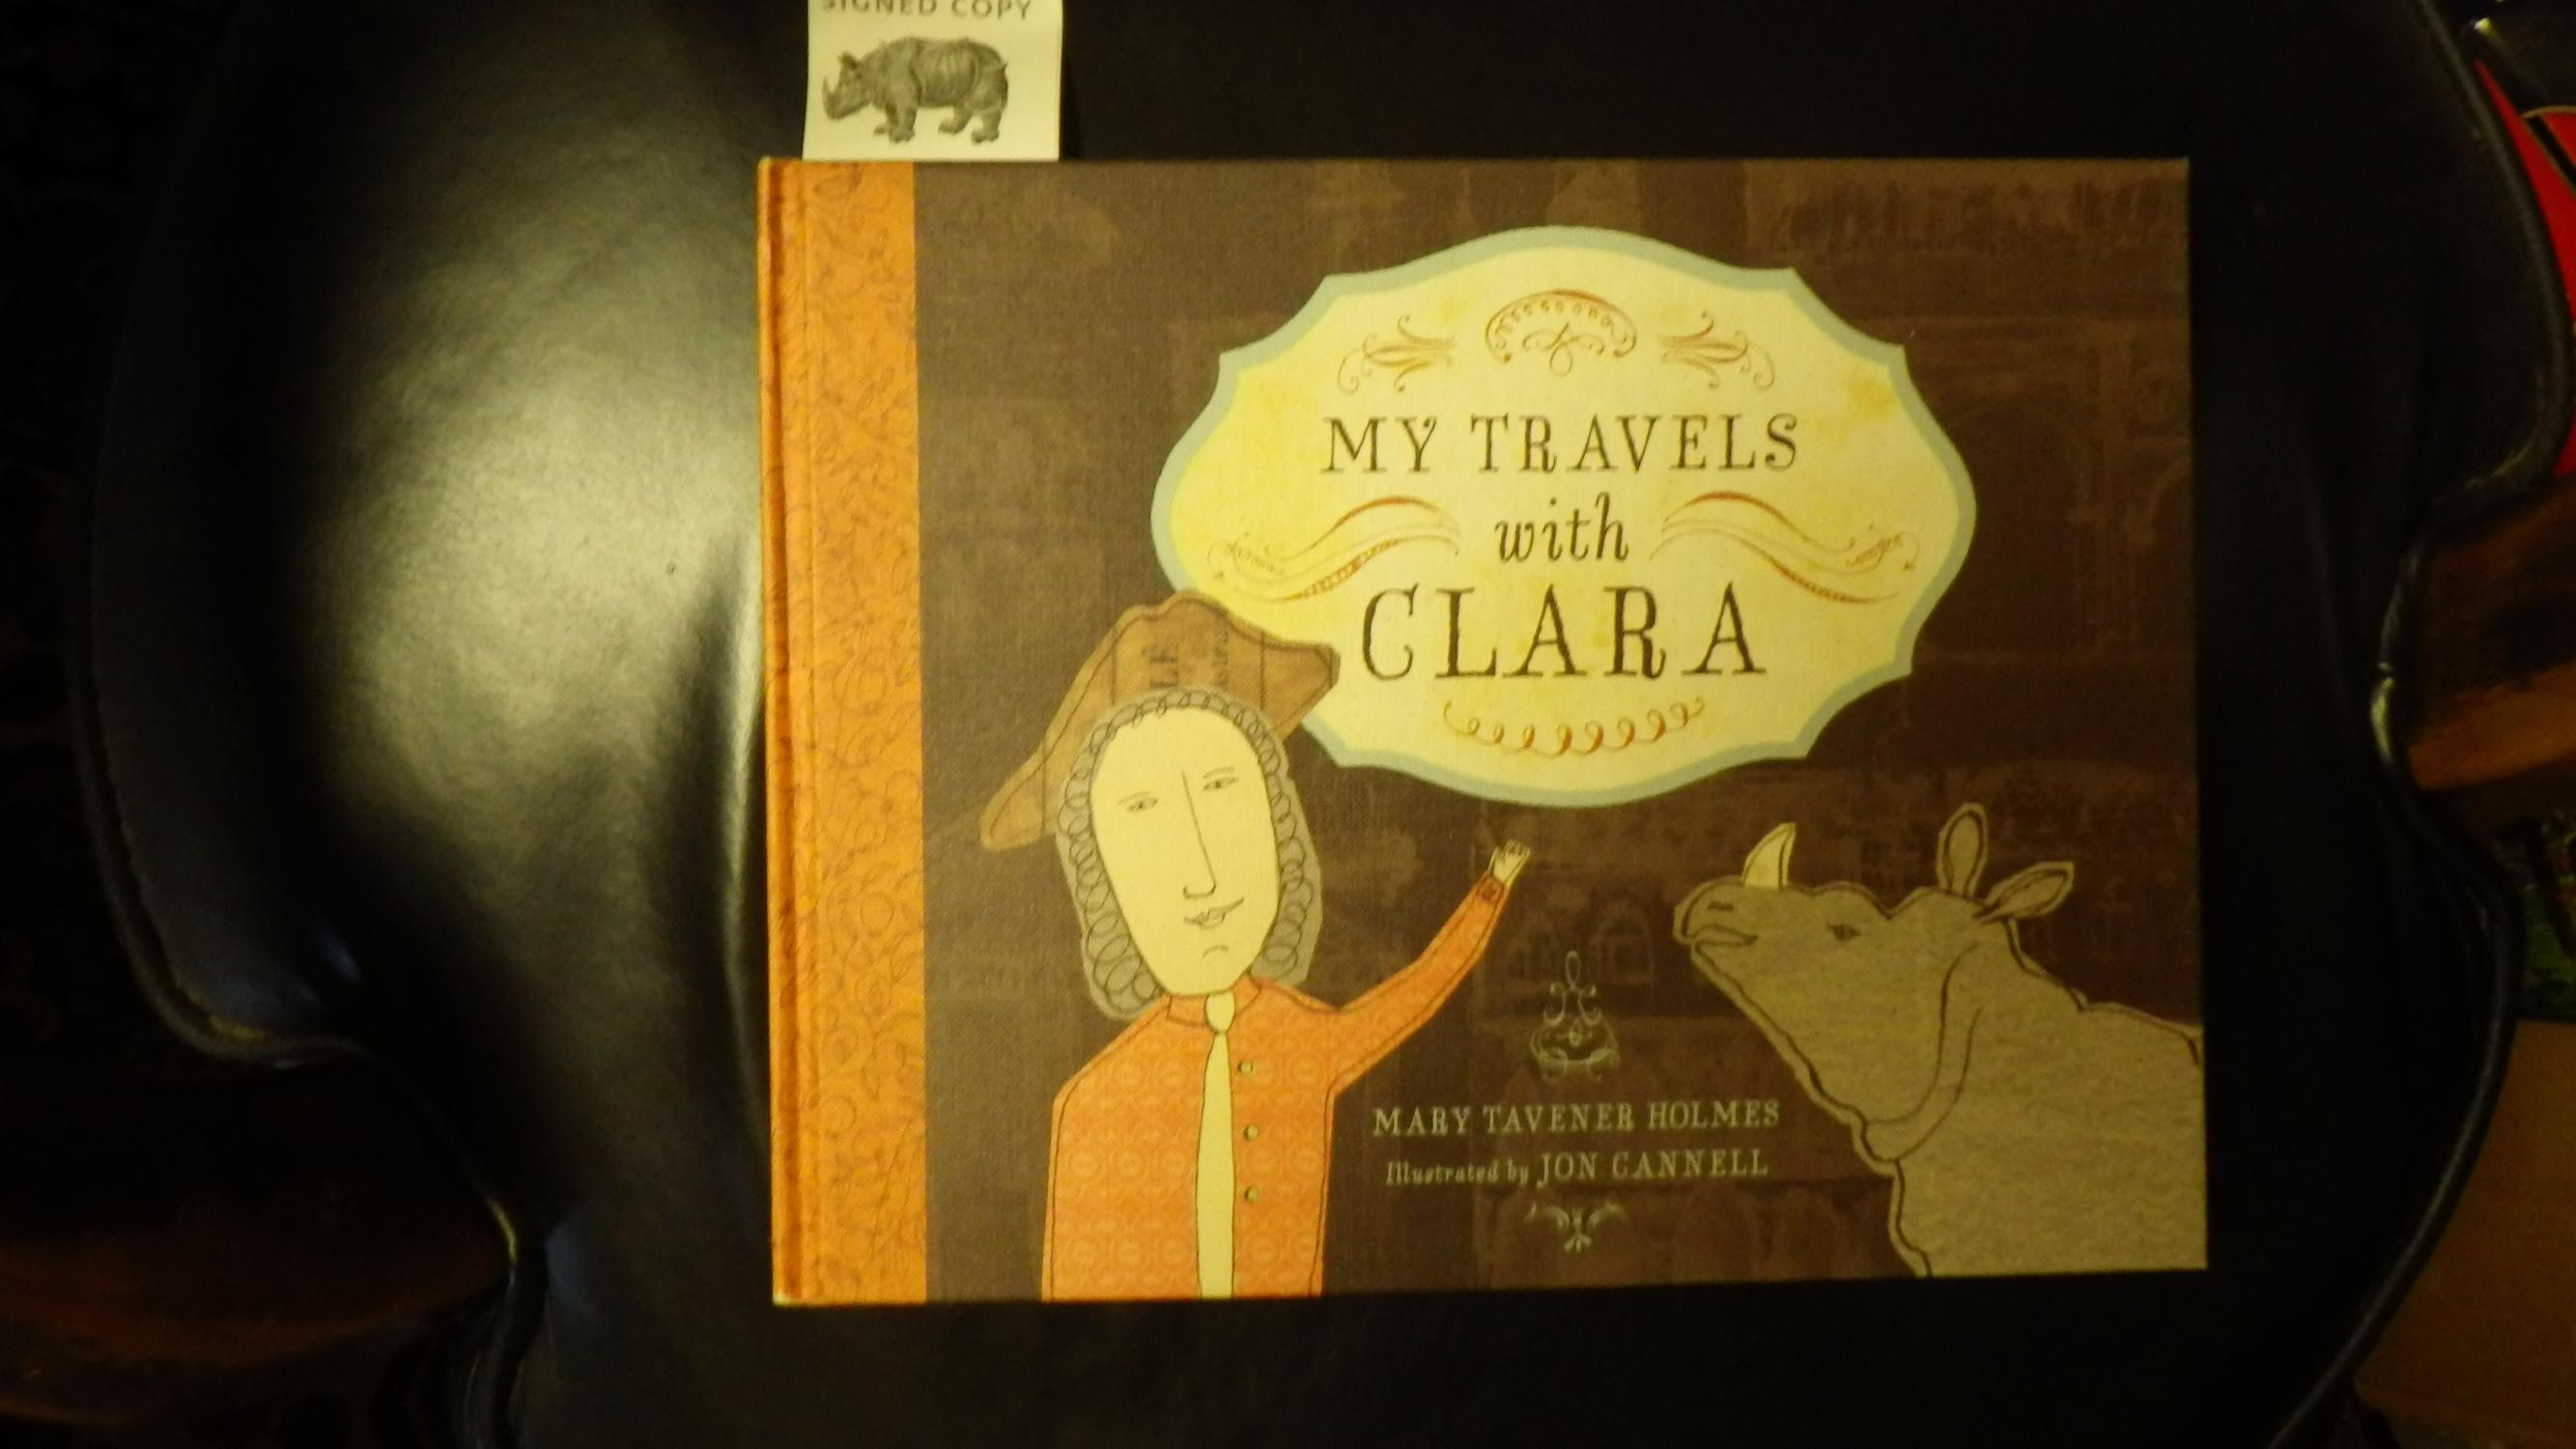 SIGNED COPY
MY TRAVELS
with
CLARA
MARY TAVENER HOLMES
Illustrated by JON CANNELL